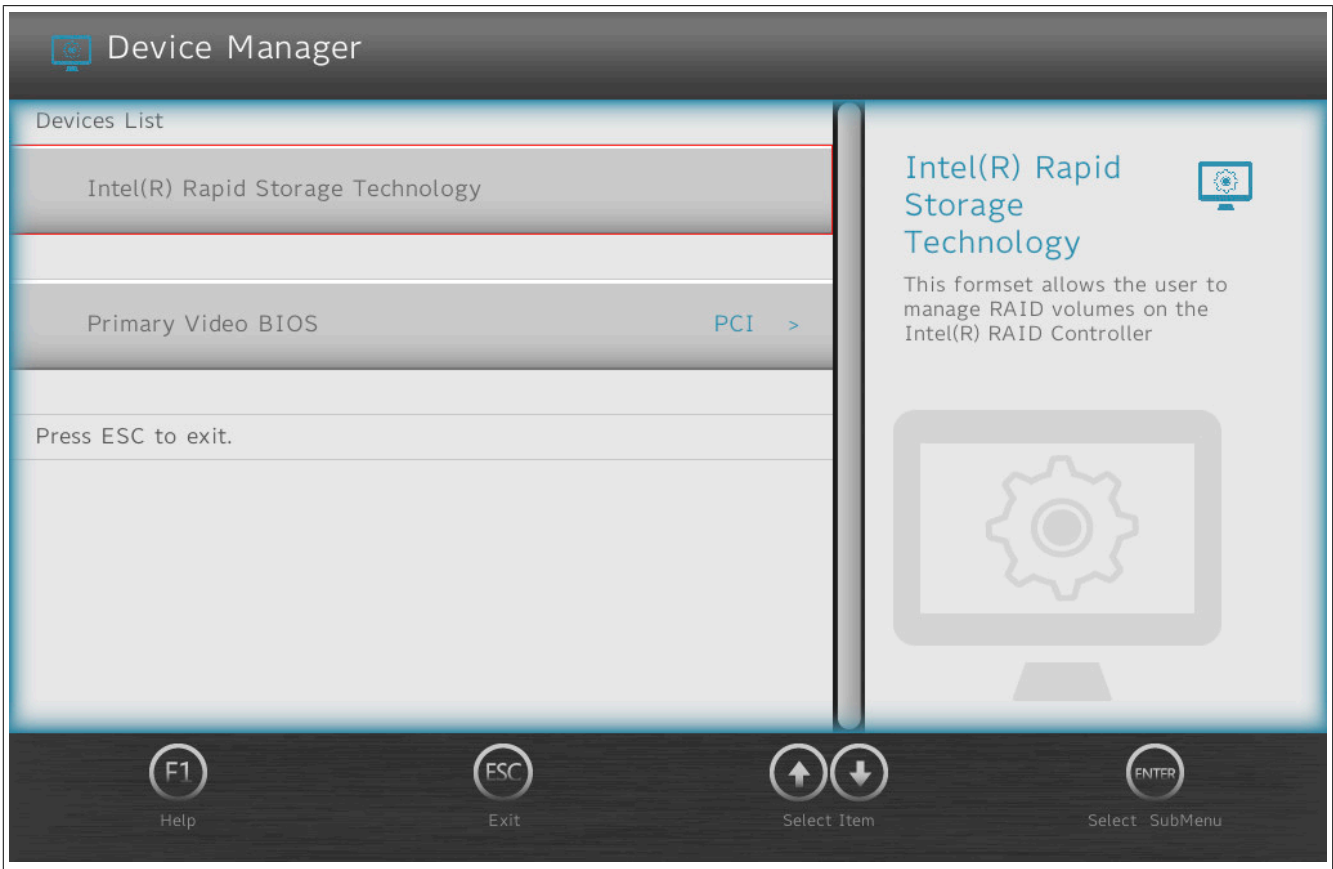 Device Manager
Devices List
Intel(R) Rapid Storage Technology
Primary Video BIOS PCI >
Press ESC to exit.
Intel(R) Rapid
Storage
Technology
This formset allows the user to
manage RAID volumes on the
Intel(R) RAID Controller
F1 ESC ENTER
Help Exit Select Item Select SubMenu